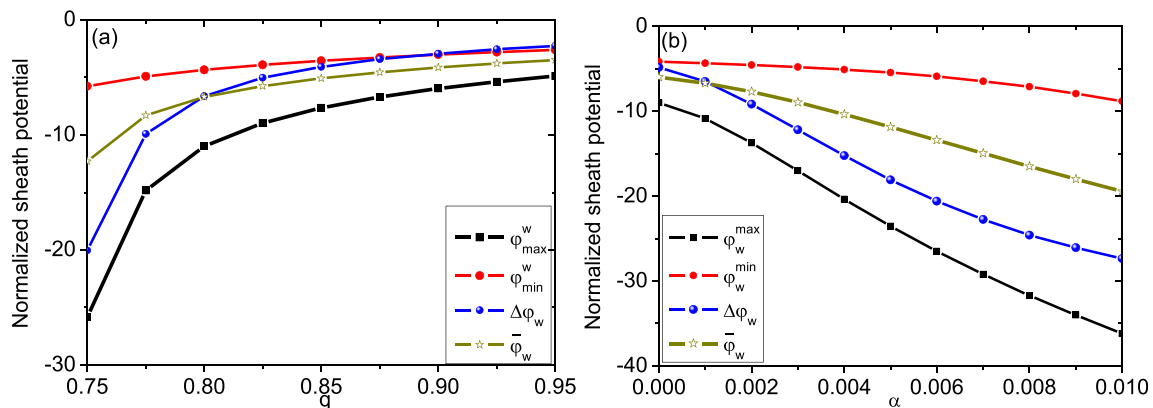 (a)
Normalized sheath potential
0
-10
-20
-30
0.75
0.80
0.85
0.90
0.95
q
φ^w_max
φ^w_min
Δφ_w
φ̄_w
(b)
Normalized sheath potential
0
-10
-20
-30
-40
0.000
0.002
0.004
0.006
0.008
0.010
α
φ_w^max
φ_w^min
Δφ_w
φ̄_w